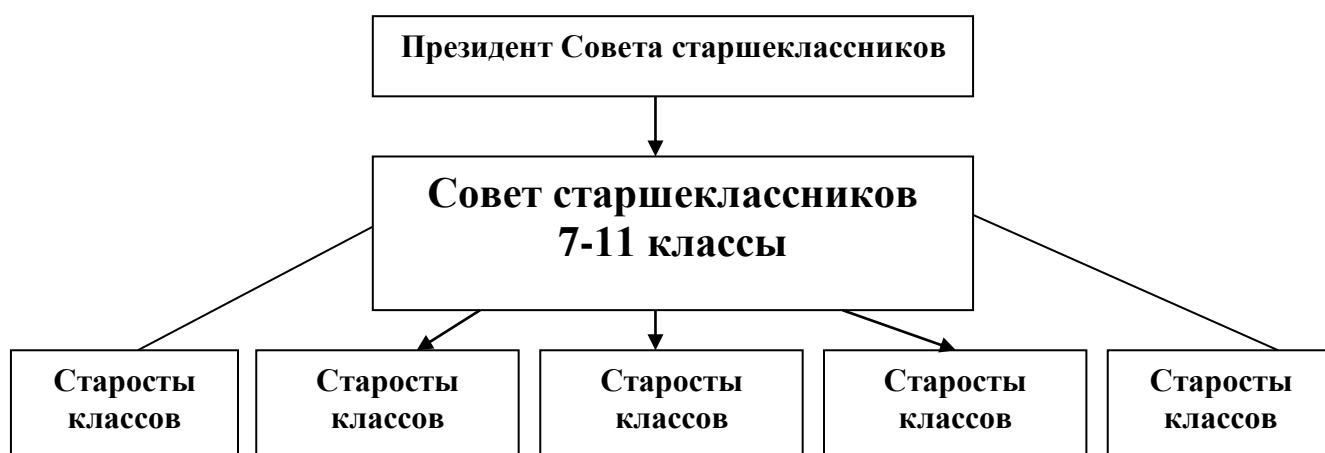 Президент Совета старшеклассников
Совет старшеклассников
7-11 классы
Старосты
классов
Старосты
классов
Старосты
классов
Старосты
классов
Старосты
классов